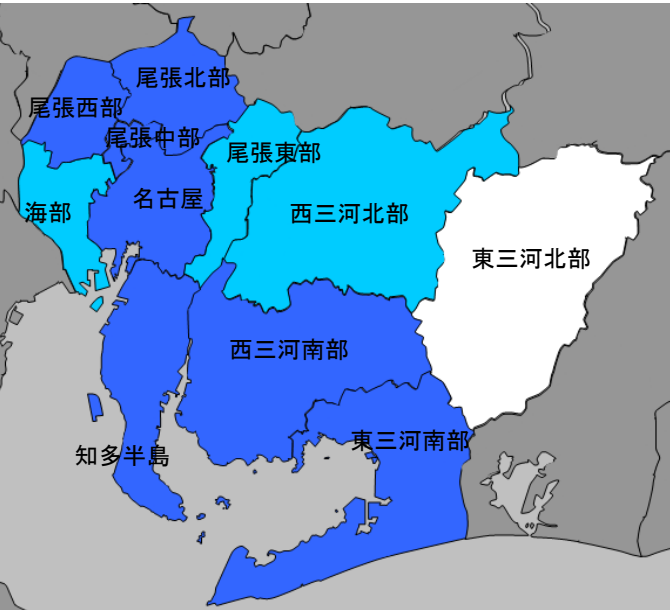 尾張北部
尾張西部
尾張中部
尾張東部
名古屋
海部
西三河北部
東三河北部
西三河南部
東三河南部
知多半島